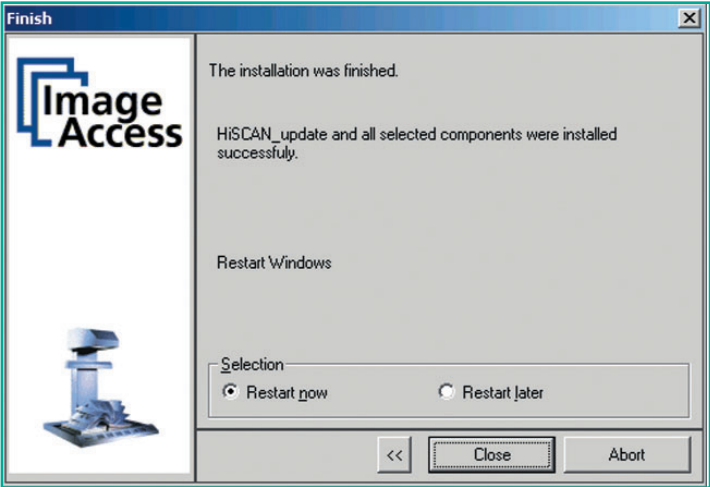 Finish
Image
Access
The installation was finished.
HiSCAN_update and all selected components were installed
successfuly.
Restart Windows
Selection
Restart now
Restart later
<<
Close
Abort